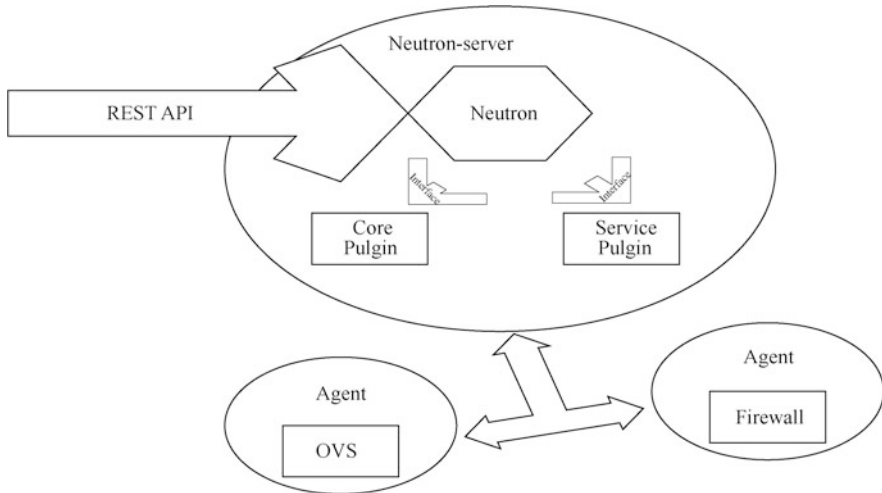 Neutron-server
REST API
Neutron
Interface
Interface
Core
Pulgin
Service
Pulgin
Agent
OVS
Agent
Firewall